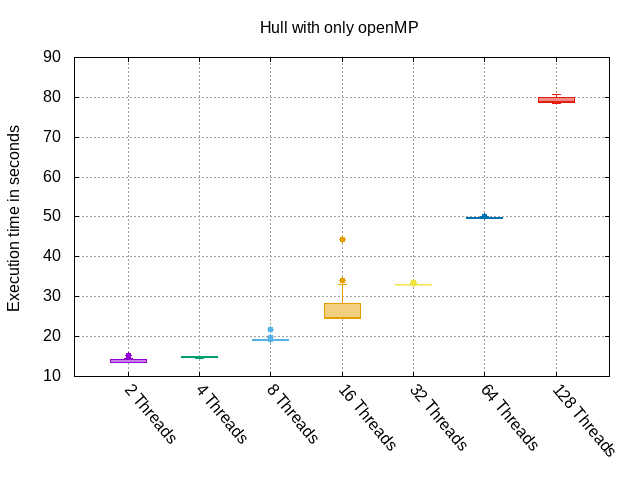 Hull with only openMP
Execution time in seconds
90
80
70
60
50
40
30
20
10
2 Threads
4 Threads
8 Threads
16 Threads
32 Threads
64 Threads
128 Threads